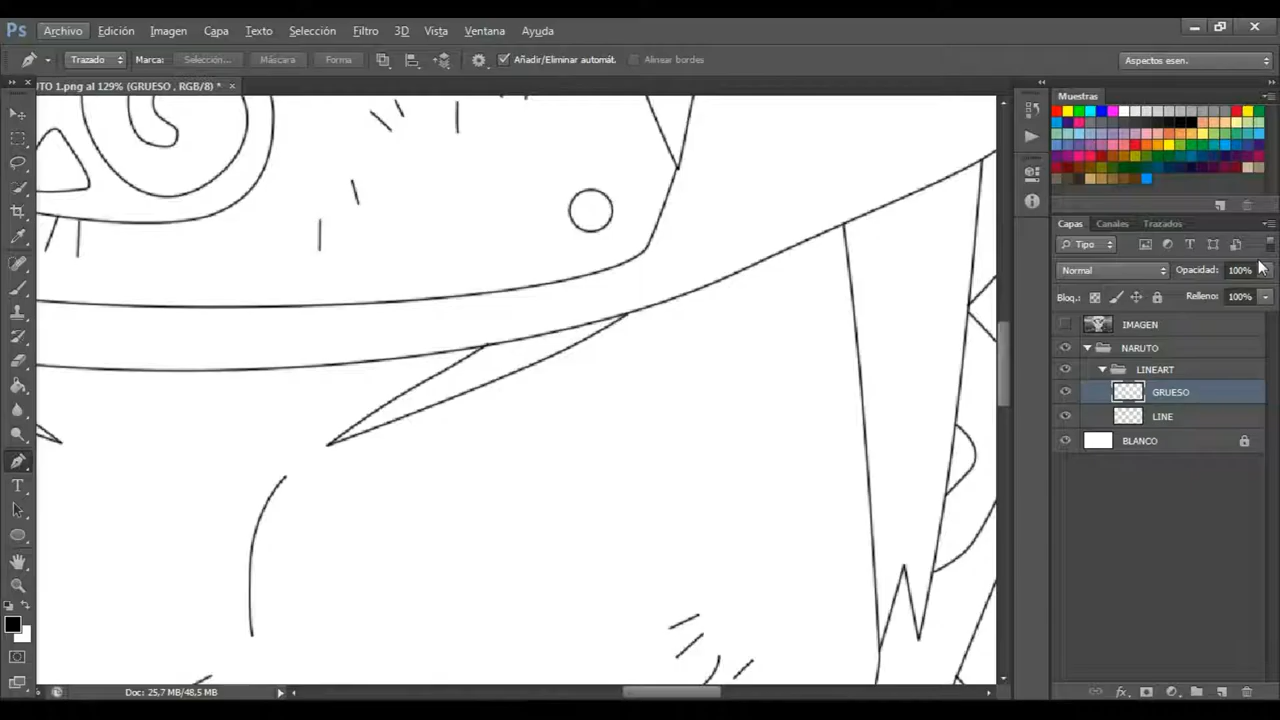 Ps Archivo Edición Imagen Capa Texto Selección Filtro 3D Vista Ventana Ayuda
Trazado Marca: Selección... Máscara Forma Añadir/Eliminar automát. Alinear bordes Aspectos esen.
UTO 1.png al 129% (GRUESO , RGB/8) *
Muestras
Capas Canales Trazados
Tipo
Normal Opacidad: 100%
Bloq.: Relleno: 100%
IMAGEN
NARUTO
LINEART
GRUESO
LINE
BLANCO
T
Doc: 25,7 MB/48,5 MB